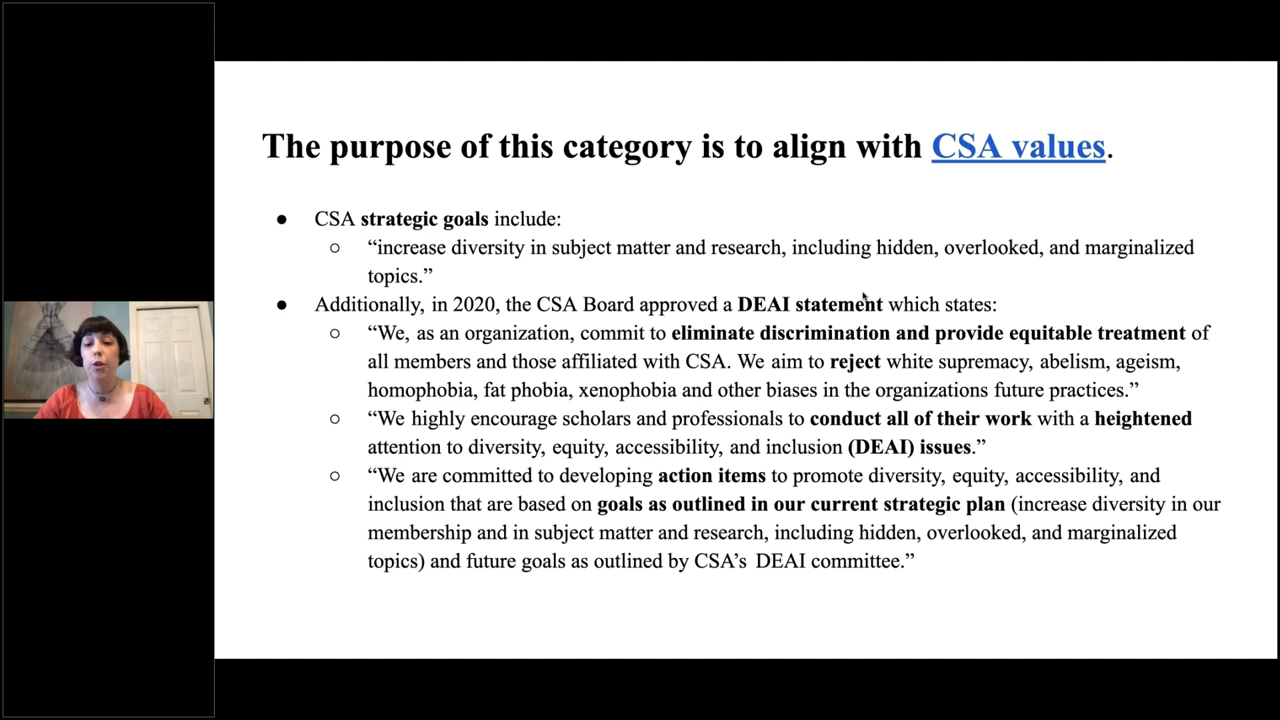 The purpose of this category is to align with CSA values.
● CSA strategic goals include:
○ “increase diversity in subject matter and research, including hidden, overlooked, and marginalized
topics.”
● Additionally, in 2020, the CSA Board approved a DEAI statement which states:
○ “We, as an organization, commit to eliminate discrimination and provide equitable treatment of
all members and those affiliated with CSA. We aim to reject white supremacy, abelism, ageism,
homophobia, fat phobia, xenophobia and other biases in the organizations future practices.”
○ “We highly encourage scholars and professionals to conduct all of their work with a heightened
attention to diversity, equity, accessibility, and inclusion (DEAI) issues.”
○ “We are committed to developing action items to promote diversity, equity, accessibility, and
inclusion that are based on goals as outlined in our current strategic plan (increase diversity in our
membership and in subject matter and research, including hidden, overlooked, and marginalized
topics) and future goals as outlined by CSA’s DEAI committee.”